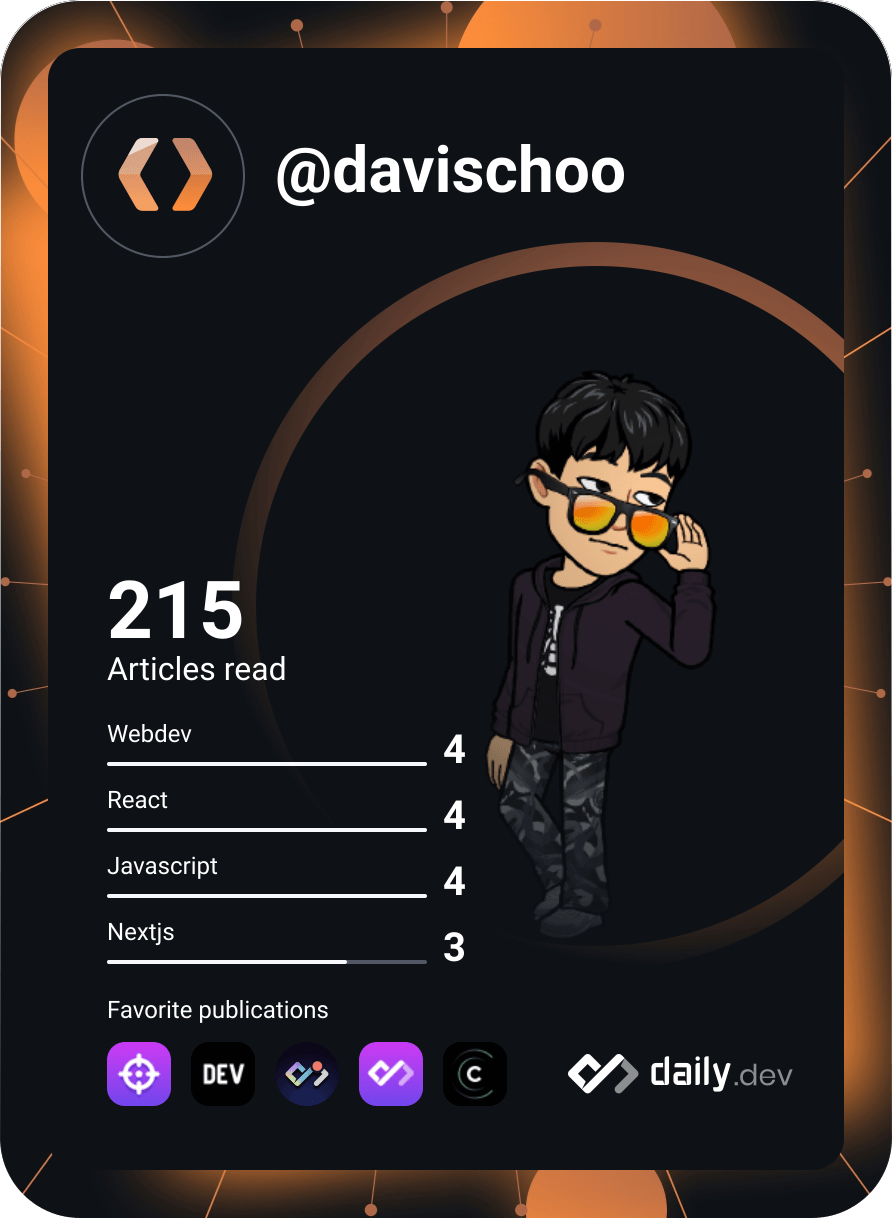 @davischoo
215
Articles read
Webdev
4
React
4
Javascript
4
Nextjs
3
Favorite publications
DEV
C
daily.dev